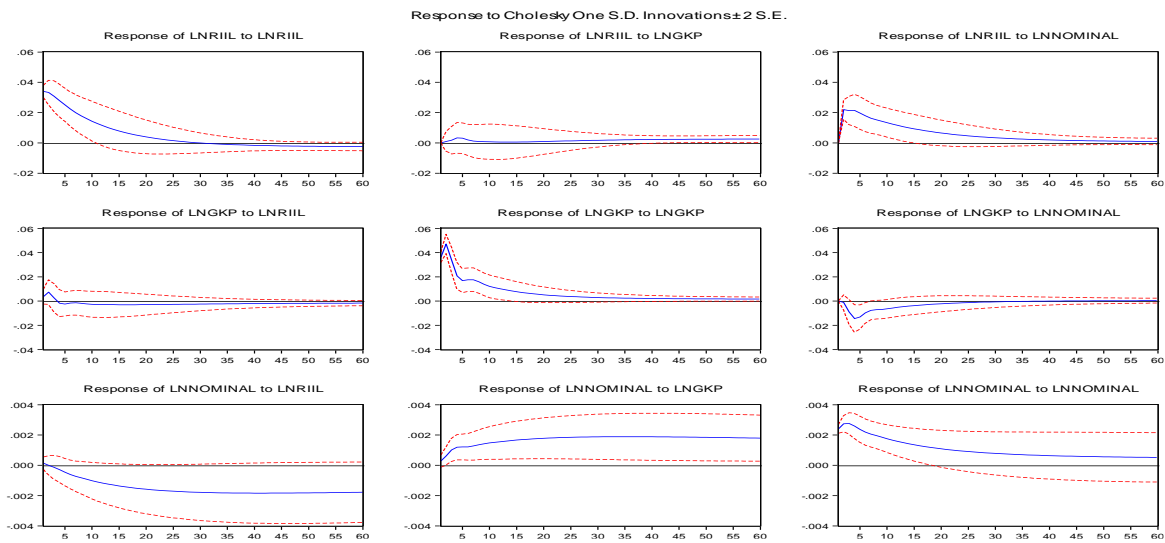 Response to Cholesky One S.D. Innovations ± 2 S.E.
Response of LNRIIL to LNRIIL
Response of LNRIIL to LNGKP
Response of LNRIIL to LNNOMINAL
.06
.04
.02
.00
-.02
5 10 15 20 25 30 35 40 45 50 55 60
.06
.04
.02
.00
-.02
5 10 15 20 25 30 35 40 45 50 55 60
.06
.04
.02
.00
-.02
5 10 15 20 25 30 35 40 45 50 55 60
Response of LNGKP to LNRIIL
Response of LNGKP to LNGKP
Response of LNGKP to LNNOMINAL
.06
.04
.02
.00
-.02
-.04
5 10 15 20 25 30 35 40 45 50 55 60
.06
.04
.02
.00
-.02
-.04
5 10 15 20 25 30 35 40 45 50 55 60
.06
.04
.02
.00
-.02
-.04
5 10 15 20 25 30 35 40 45 50 55 60
Response of LNNOMINAL to LNRIIL
Response of LNNOMINAL to LNGKP
Response of LNNOMINAL to LNNOMINAL
.004
.002
.000
-.002
-.004
5 10 15 20 25 30 35 40 45 50 55 60
.004
.002
.000
-.002
-.004
5 10 15 20 25 30 35 40 45 50 55 60
.004
.002
.000
-.002
-.004
5 10 15 20 25 30 35 40 45 50 55 60